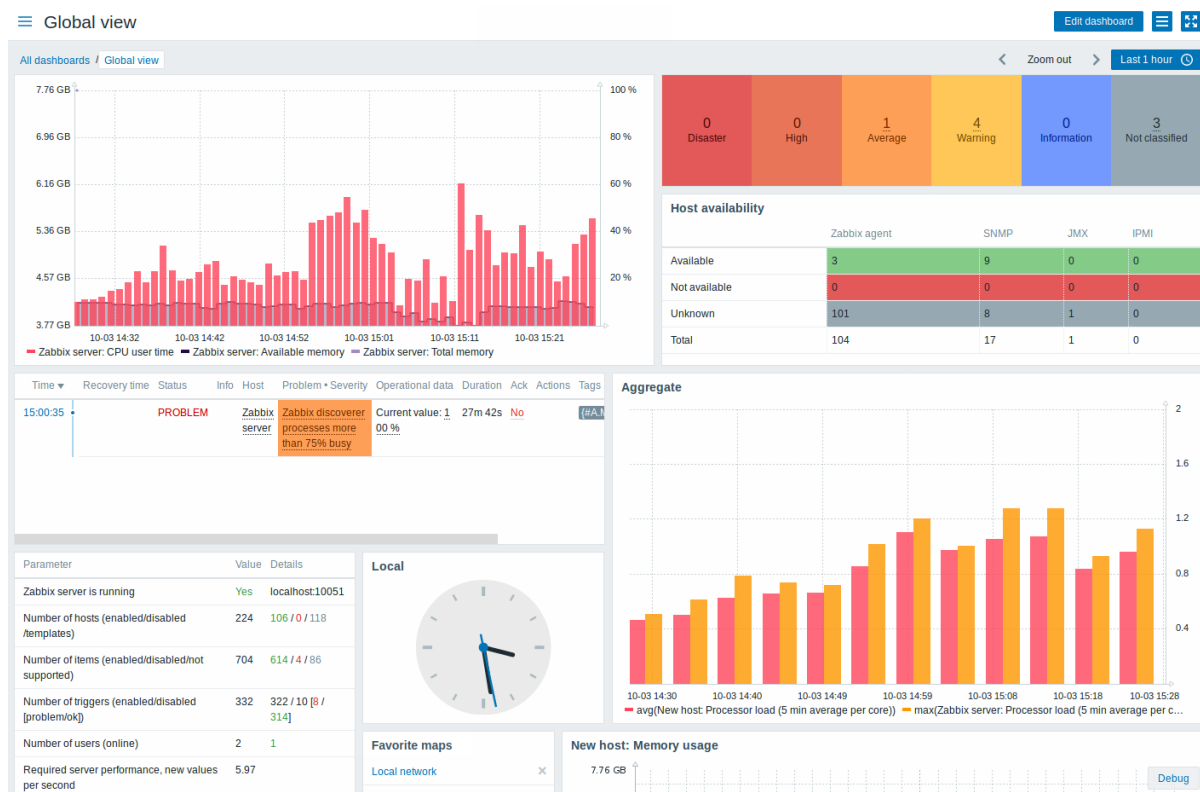 Global view
Edit dashboard
All dashboards / Global view
Zoom out
Last 1 hour
7.76 GB
6.96 GB
6.16 GB
5.36 GB
4.57 GB
3.77 GB
100 %
80 %
60 %
40 %
20 %
10-03 14:32 10-03 14:42 10-03 14:52 10-03 15:01 10-03 15:11 10-03 15:21
Zabbix server: CPU user time Zabbix server: Available memory Zabbix server: Total memory
0 0 1 4 0 3
Disaster High Average Warning Information Not classified
Host availability
Zabbix agent SNMP JMX IPMI
Available 3 9 0 0
Not available 0 0 0 0
Unknown 101 8 1 0
Total 104 17 1 0
Time Recovery time Status Info Host Problem • Severity Operational data Duration Ack Actions Tags
15:00:35 PROBLEM Zabbix Zabbix discoverer Current value: 1 27m 42s No
server processes more 00 %
than 75% busy
Aggregate
2
1.6
1.2
0.8
0.4
10-03 14:30 10-03 14:40 10-03 14:49 10-03 14:59 10-03 15:08 10-03 15:18 10-03 15:28
avg(New host: Processor load (5 min average per core)) max(Zabbix server: Processor load (5 min average per c...
Parameter Value Details
Zabbix server is running Yes localhost:10051
Number of hosts (enabled/disabled 224 106 / 0 / 118
/templates)
Number of items (enabled/disabled/not 704 614 / 4 / 86
supported)
Number of triggers (enabled/disabled 332 322 / 10 [8 /
[problem/ok]) 314]
Number of users (online) 2 1
Required server performance, new values 5.97
per second
Local
Favorite maps
Local network
New host: Memory usage
7.76 GB
Debug